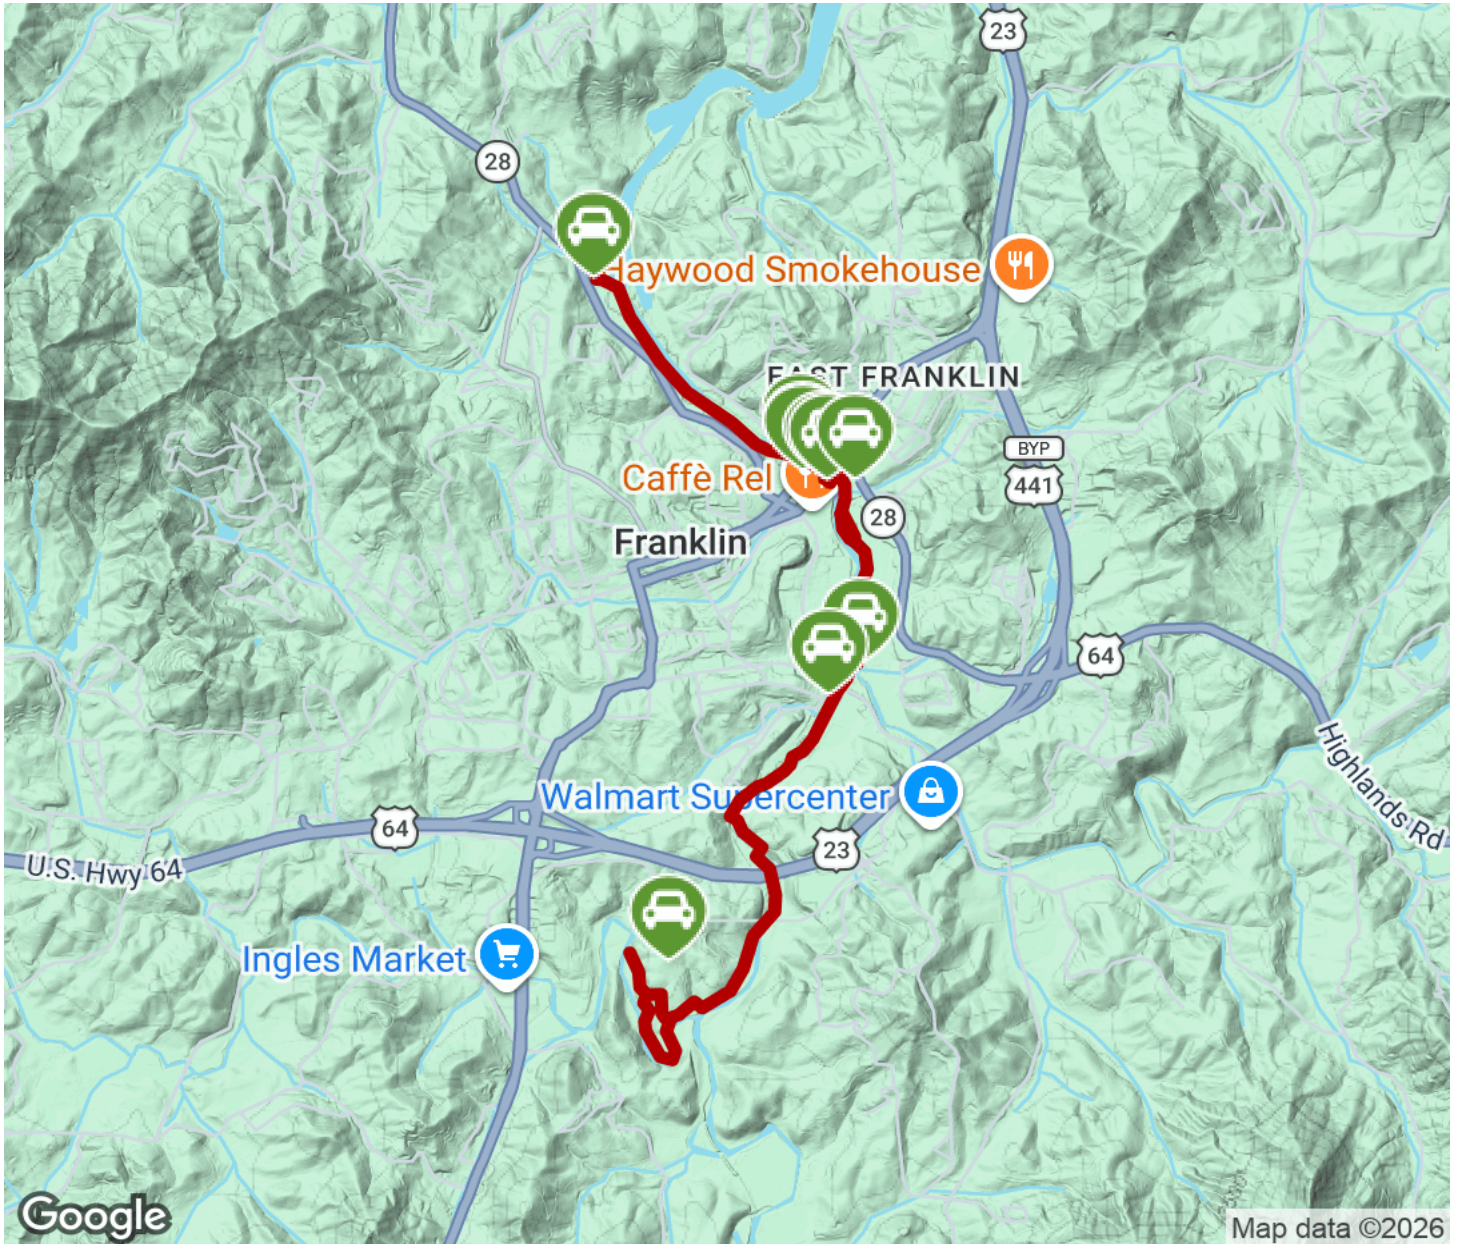 23
28
Haywood Smokehouse
EAST FRANKLIN
BYP
441
Caffè Rel
28
Franklin
64
Highlands Rd
Walmart Supercenter
64
23
U.S. Hwy 64
Ingles Market
Google
Map data ©2026